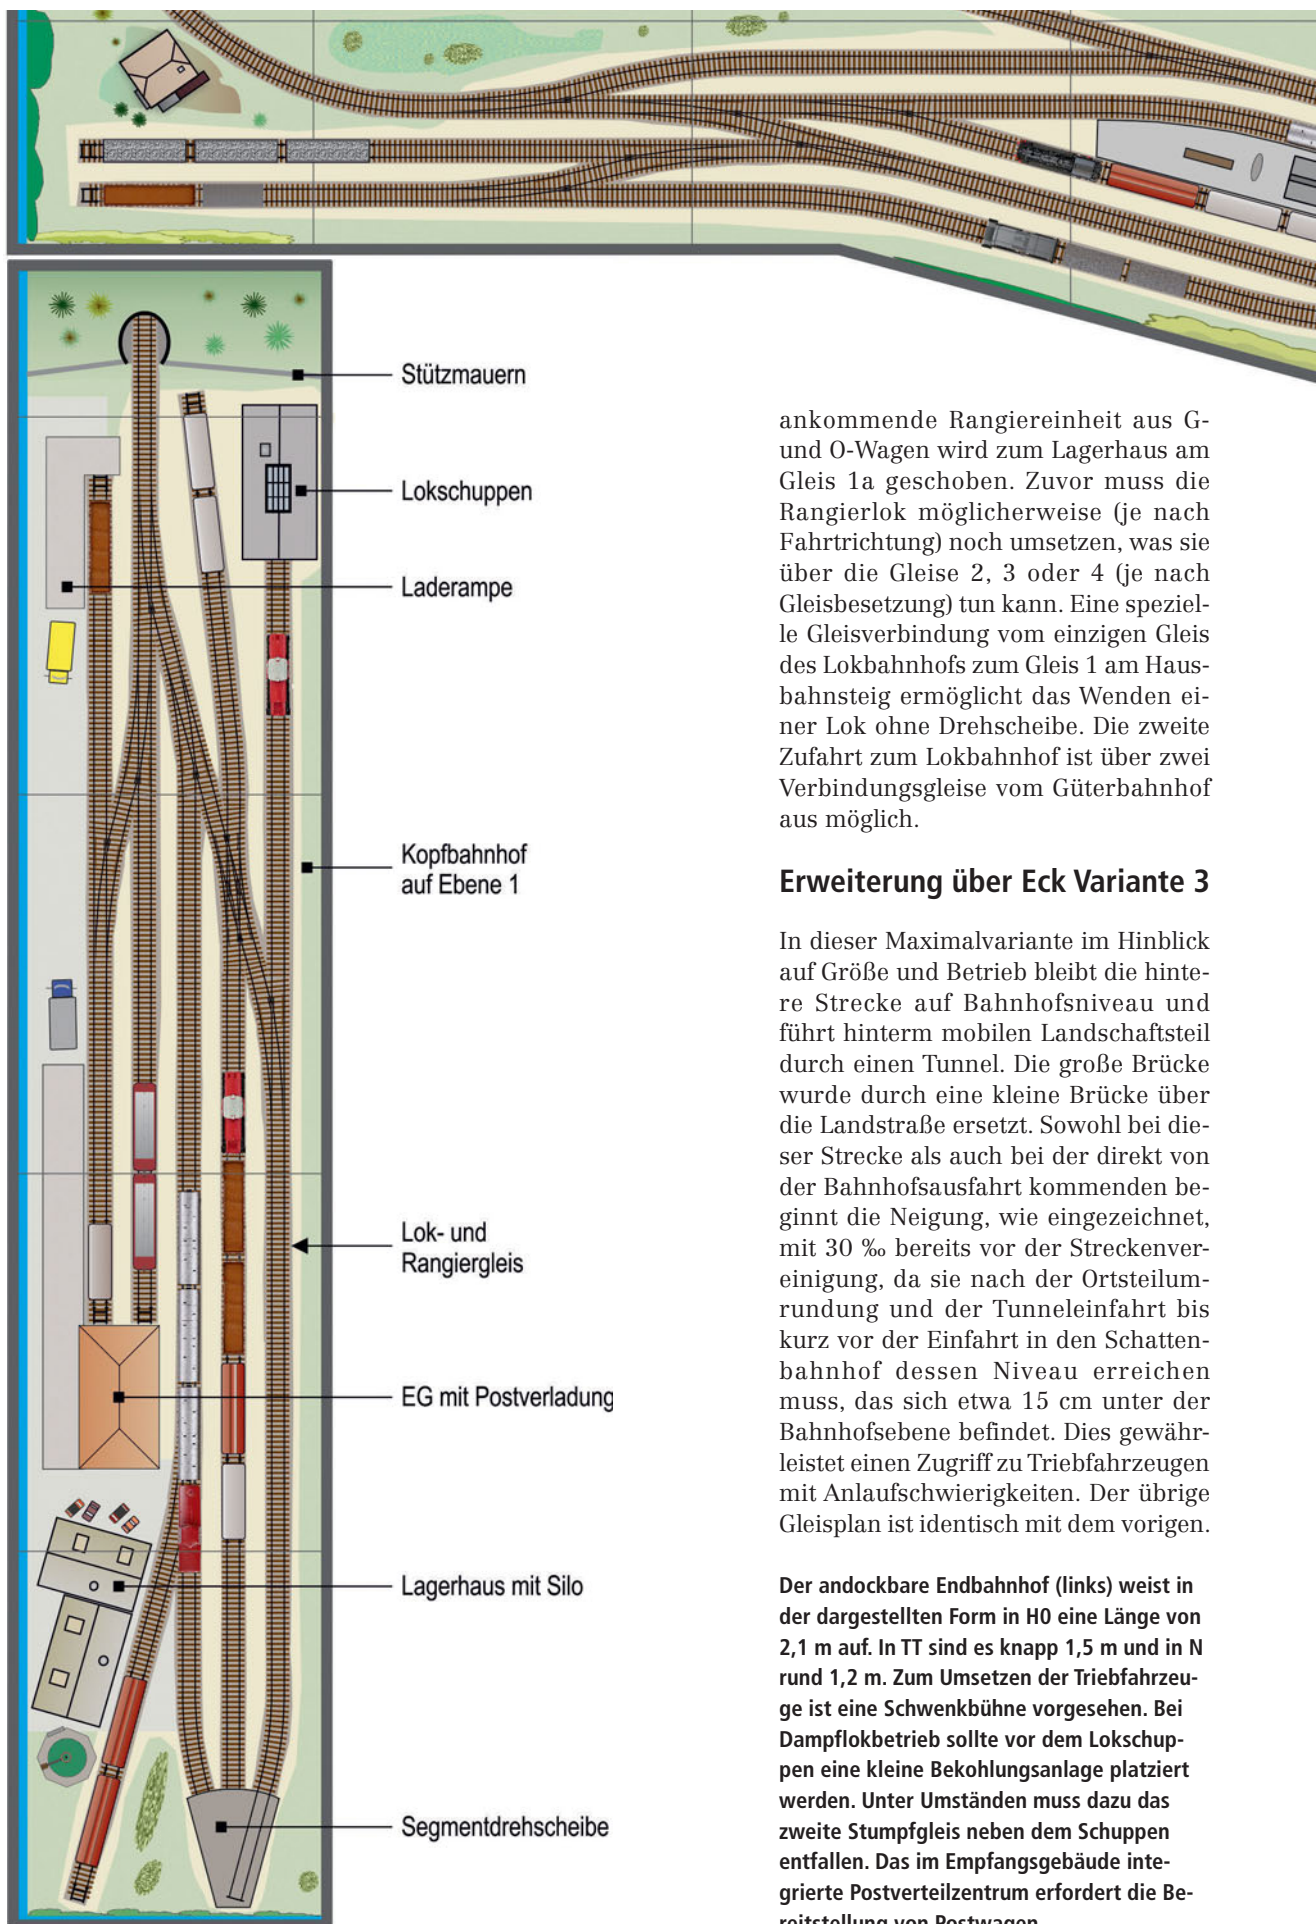 Stützmauern
Lokschuppen
Laderampe
Kopfbahnhof
auf Ebene 1
Lok- und
Rangiergleis
EG mit Postverladung
Lagerhaus mit Silo
Segmentdrehscheibe
ankommende Rangiereinheit aus G-
und O-Wagen wird zum Lagerhaus am
Gleis 1a geschoben. Zuvor muss die
Rangierlok möglicherweise (je nach
Fahrtrichtung) noch umsetzen, was sie
über die Gleise 2, 3 oder 4 (je nach
Gleisbesetzung) tun kann. Eine speziel-
le Gleisverbindung vom einzigen Gleis
des Lokbahnhofs zum Gleis 1 am Haus-
bahnsteig ermöglicht das Wenden ei-
ner Lok ohne Drehscheibe. Die zweite
Zufahrt zum Lokbahnhof ist über zwei
Verbindungsgleise vom Güterbahnhof
aus möglich.
Erweiterung über Eck Variante 3
In dieser Maximalvariante im Hinblick
auf Größe und Betrieb bleibt die hinte-
re Strecke auf Bahnhofsniveau und
führt hinterm mobilen Landschaftsteil
durch einen Tunnel. Die große Brücke
wurde durch eine kleine Brücke über
die Landstraße ersetzt. Sowohl bei die-
ser Strecke als auch bei der direkt von
der Bahnhofsausfahrt kommenden be-
ginnt die Neigung, wie eingezeichnet,
mit 30 ‰ bereits vor der Streckenver-
einigung, da sie nach der Ortsteilum-
rundung und der Tunneleinfahrt bis
kurz vor der Einfahrt in den Schatten-
bahnhof dessen Niveau erreichen
muss, das sich etwa 15 cm unter der
Bahnhofsebene befindet. Dies gewähr-
leistet einen Zugriff zu Triebfahrzeugen
mit Anlaufschwierigkeiten. Der übrige
Gleisplan ist identisch mit dem vorigen.
Der andockbare Endbahnhof (links) weist in
der dargestellten Form in H0 eine Länge von
2,1 m auf. In TT sind es knapp 1,5 m und in N
rund 1,2 m. Zum Umsetzen der Triebfahrzeu-
ge ist eine Schwenkbühne vorgesehen. Bei
Dampflokbetrieb sollte vor dem Lokschup-
pen eine kleine Bekohlungsanlage platziert
werden. Unter Umständen muss dazu das
zweite Stumpfgleis neben dem Schuppen
entfallen. Das im Empfangsgebäude inte-
grierte Postverteilzentrum erfordert die Be-
reitstellung von Postwagen.